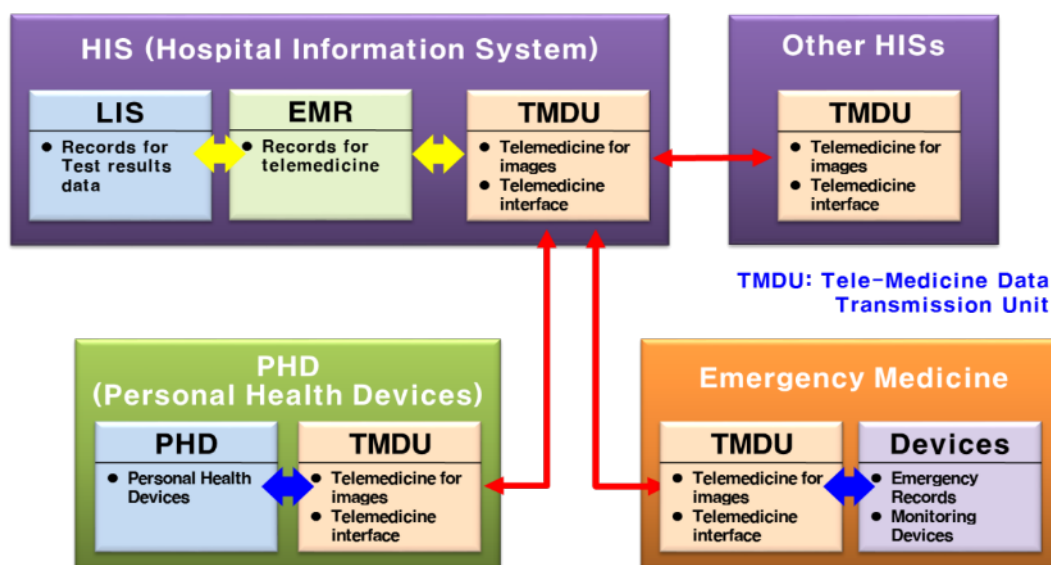 HIS (Hospital Information System)
LIS
● Records for
Test results
data
EMR
● Records for
telemedicine
TMDU
● Telemedicine for
images
● Telemedicine
interface
Other HISs
TMDU
● Telemedicine for
images
● Telemedicine
interface
TMDU: Tele-Medicine Data
Transmission Unit
PHD
(Personal Health Devices)
PHD
● Personal Health
Devices
TMDU
● Telemedicine for
images
● Telemedicine
interface
Emergency Medicine
TMDU
● Telemedicine for
images
● Telemedicine
interface
Devices
● Emergency
Records
● Monitoring
Devices